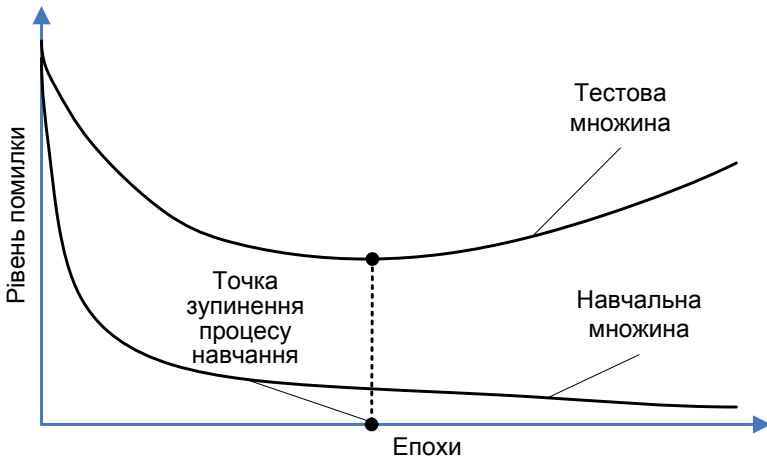 Рівень помилки
Тестова
множина
Точка
зупинення
процесу
навчання
Навчальна
множина
Епохи